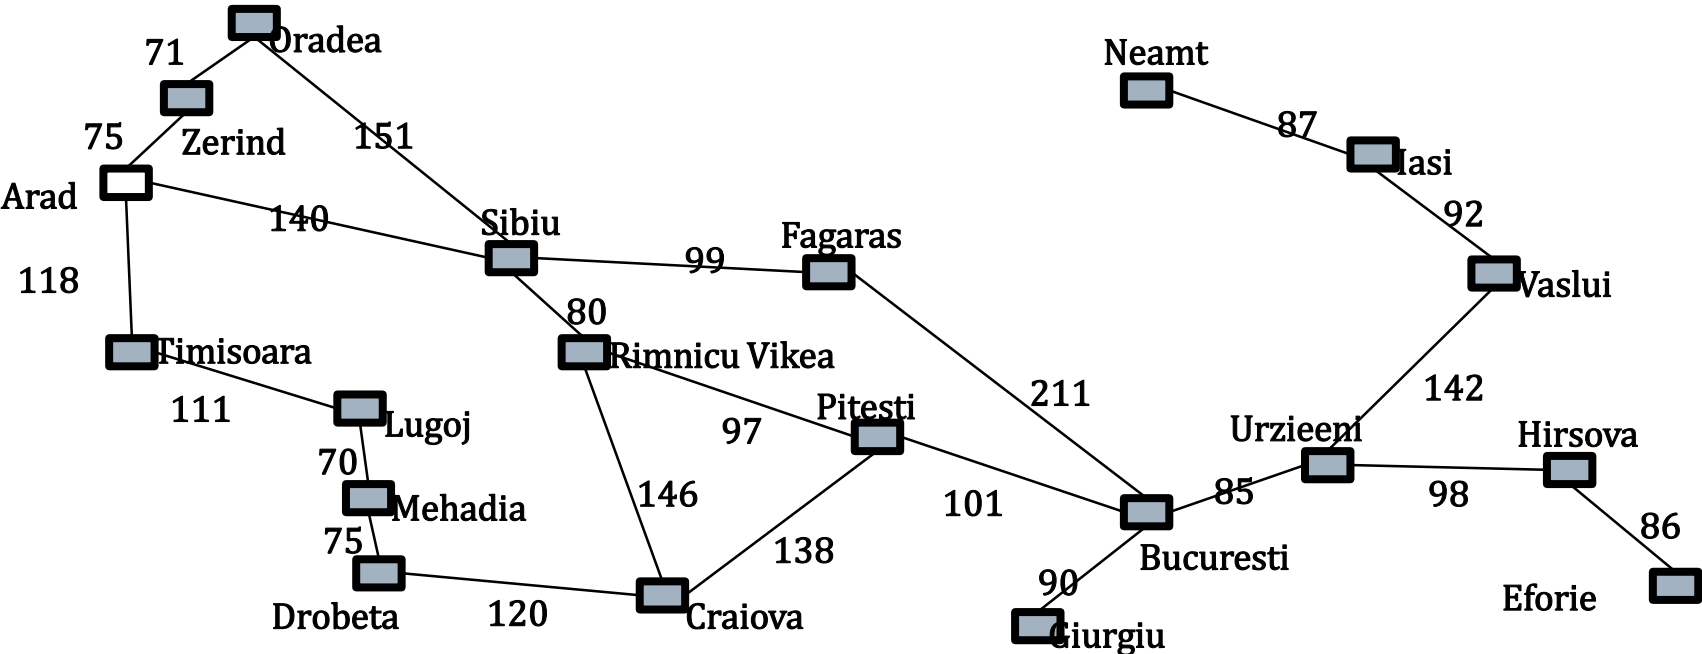 Oradea
71
Neamt
Zerind
75
151
87
Iasi
Arad
140
Sibiu
92
Fagaras
99
118
Vaslui
80
Timisoara
Rimnicu Vikea
211
142
111
Pitesti
Lugoj
97
Urzieeni
Hirsova
70
146
101
85
98
Mehadia
75
138
86
Bucuresti
90
Eforie
Drobeta
120
Craiova
Giurgiu